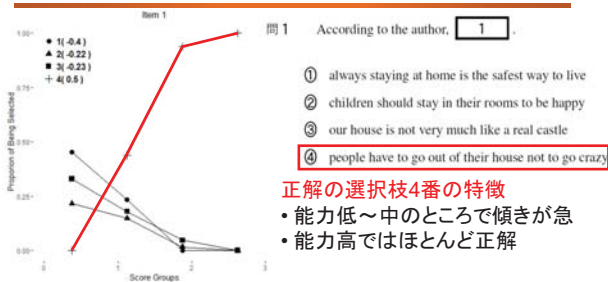 Item 1
1.00
● 1( -0.4 )
▲ 2( -0.22 )
■ 3( -0.23 )
+ 4( 0.5 )
0.75
0.50
0.25
0.00
0
1
2
3
Proporion of Being Selected
Score Groups
問1 According to the author, 1 .
① always staying at home is the safest way to live
② children should stay in their rooms to be happy
③ our house is not very much like a real castle
④ people have to go out of their house not to go crazy
正解の選択枝4番の特徴
• 能力低～中のところで傾きが急
• 能力高ではほとんど正解